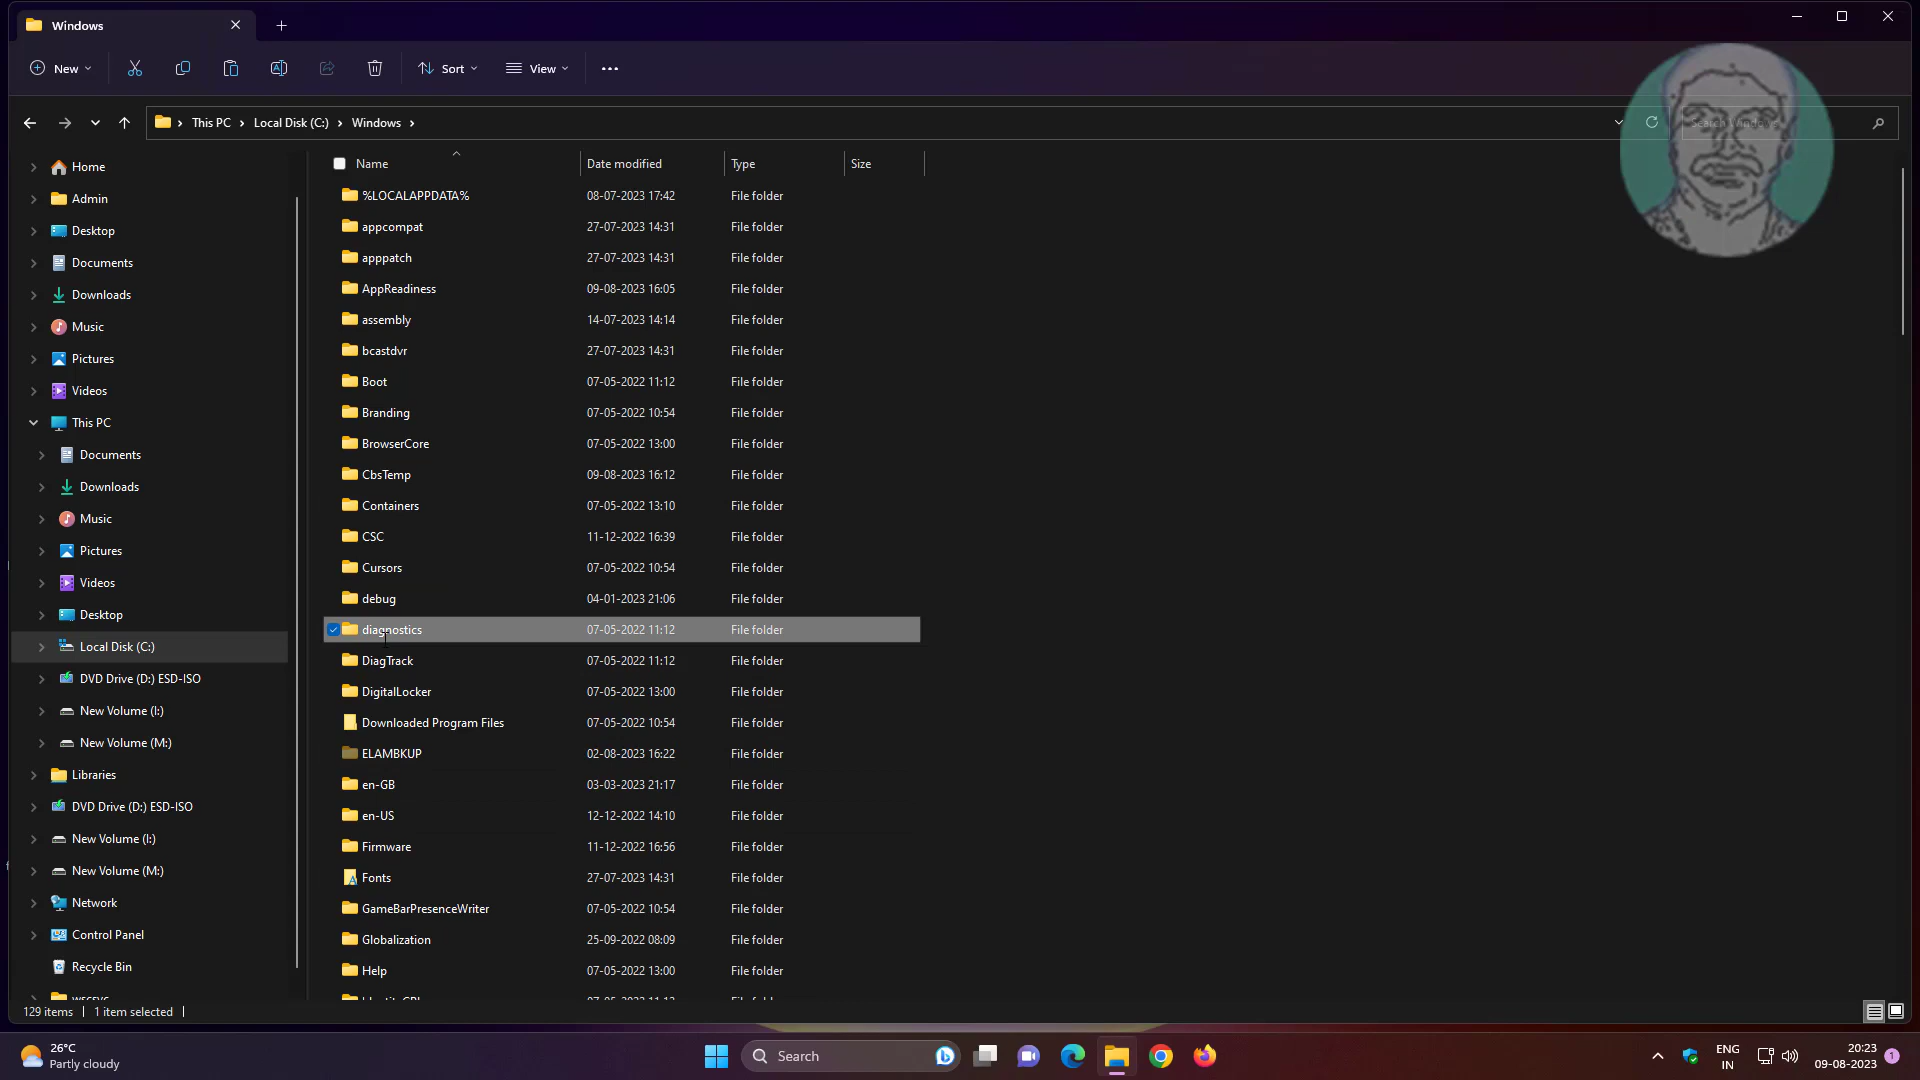 Windows
New
Sort
View
This PC
Local Disk (C:)
Windows
Search Windows
Home
Admin
Desktop
Documents
Downloads
Music
Pictures
Videos
This PC
Documents
Downloads
Music
Pictures
Videos
Desktop
Local Disk (C:)
DVD Drive (D:) ESD-ISO
New Volume (I:)
New Volume (M:)
Libraries
DVD Drive (D:) ESD-ISO
New Volume (I:)
New Volume (M:)
Network
Control Panel
Recycle Bin
wscsvc
Name Date modified Type Size
%LOCALAPPDATA% 08-07-2023 17:42 File folder
appcompat 27-07-2023 14:31 File folder
apppatch 27-07-2023 14:31 File folder
AppReadiness 09-08-2023 16:05 File folder
assembly 14-07-2023 14:14 File folder
bcastdvr 27-07-2023 14:31 File folder
Boot 07-05-2022 11:12 File folder
Branding 07-05-2022 10:54 File folder
BrowserCore 07-05-2022 13:00 File folder
CbsTemp 09-08-2023 16:12 File folder
Containers 07-05-2022 13:10 File folder
CSC 11-12-2022 16:39 File folder
Cursors 07-05-2022 10:54 File folder
debug 04-01-2023 21:06 File folder
diagnostics 07-05-2022 11:12 File folder
DiagTrack 07-05-2022 11:12 File folder
DigitalLocker 07-05-2022 13:00 File folder
Downloaded Program Files 07-05-2022 10:54 File folder
ELAMBKUP 02-08-2023 16:22 File folder
en-GB 03-03-2023 21:17 File folder
en-US 12-12-2022 14:10 File folder
Firmware 11-12-2022 16:56 File folder
Fonts 27-07-2023 14:31 File folder
GameBarPresenceWriter 07-05-2022 10:54 File folder
Globalization 25-09-2022 08:09 File folder
Help 07-05-2022 13:00 File folder
129 items 1 item selected
26°C
Partly cloudy
Search
ENG
IN
20:23
09-08-2023
1